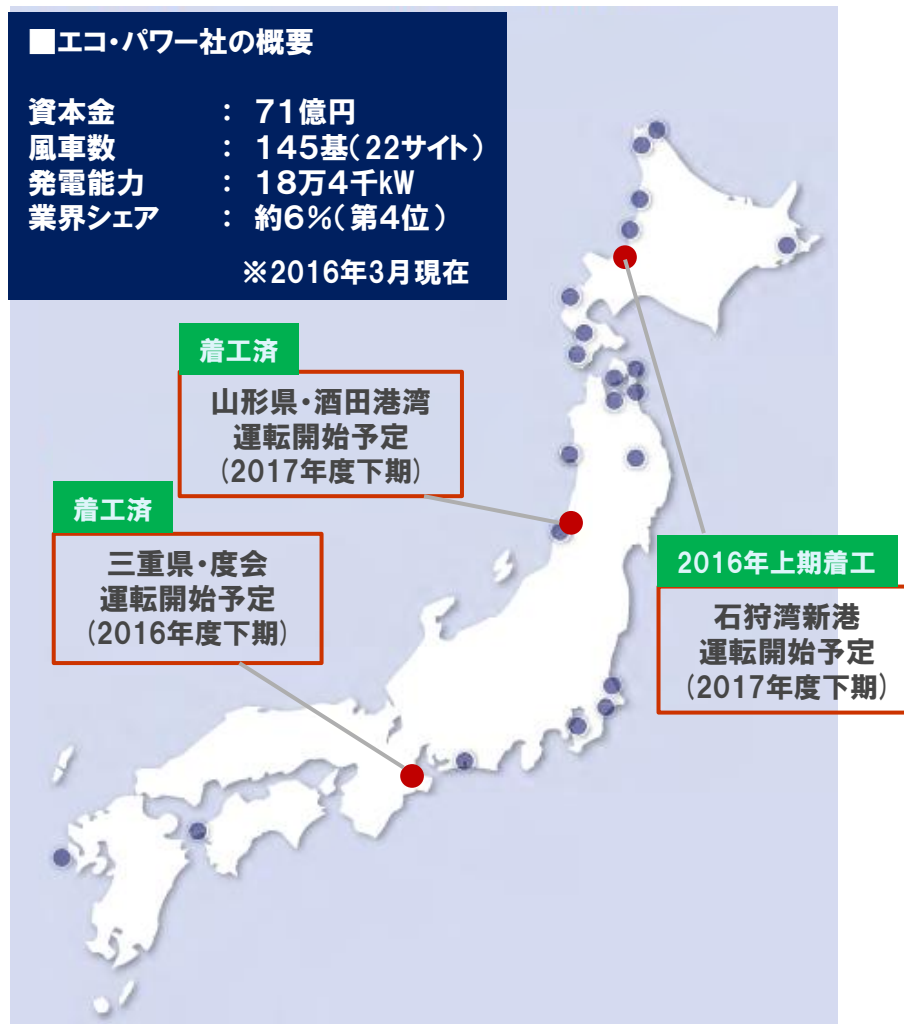 ■エコ・パワー社の概要
資本金 : 71億円
風車数 : 145基(22サイト)
発電能力 : 18万4千kW
業界シェア : 約6%(第4位)
※2016年3月現在
着工済
山形県・酒田港湾
運転開始予定
(2017年度下期)
着工済
三重県・度会
運転開始予定
(2016年度下期)
2016年上期着工
石狩湾新港
運転開始予定
(2017年度下期)